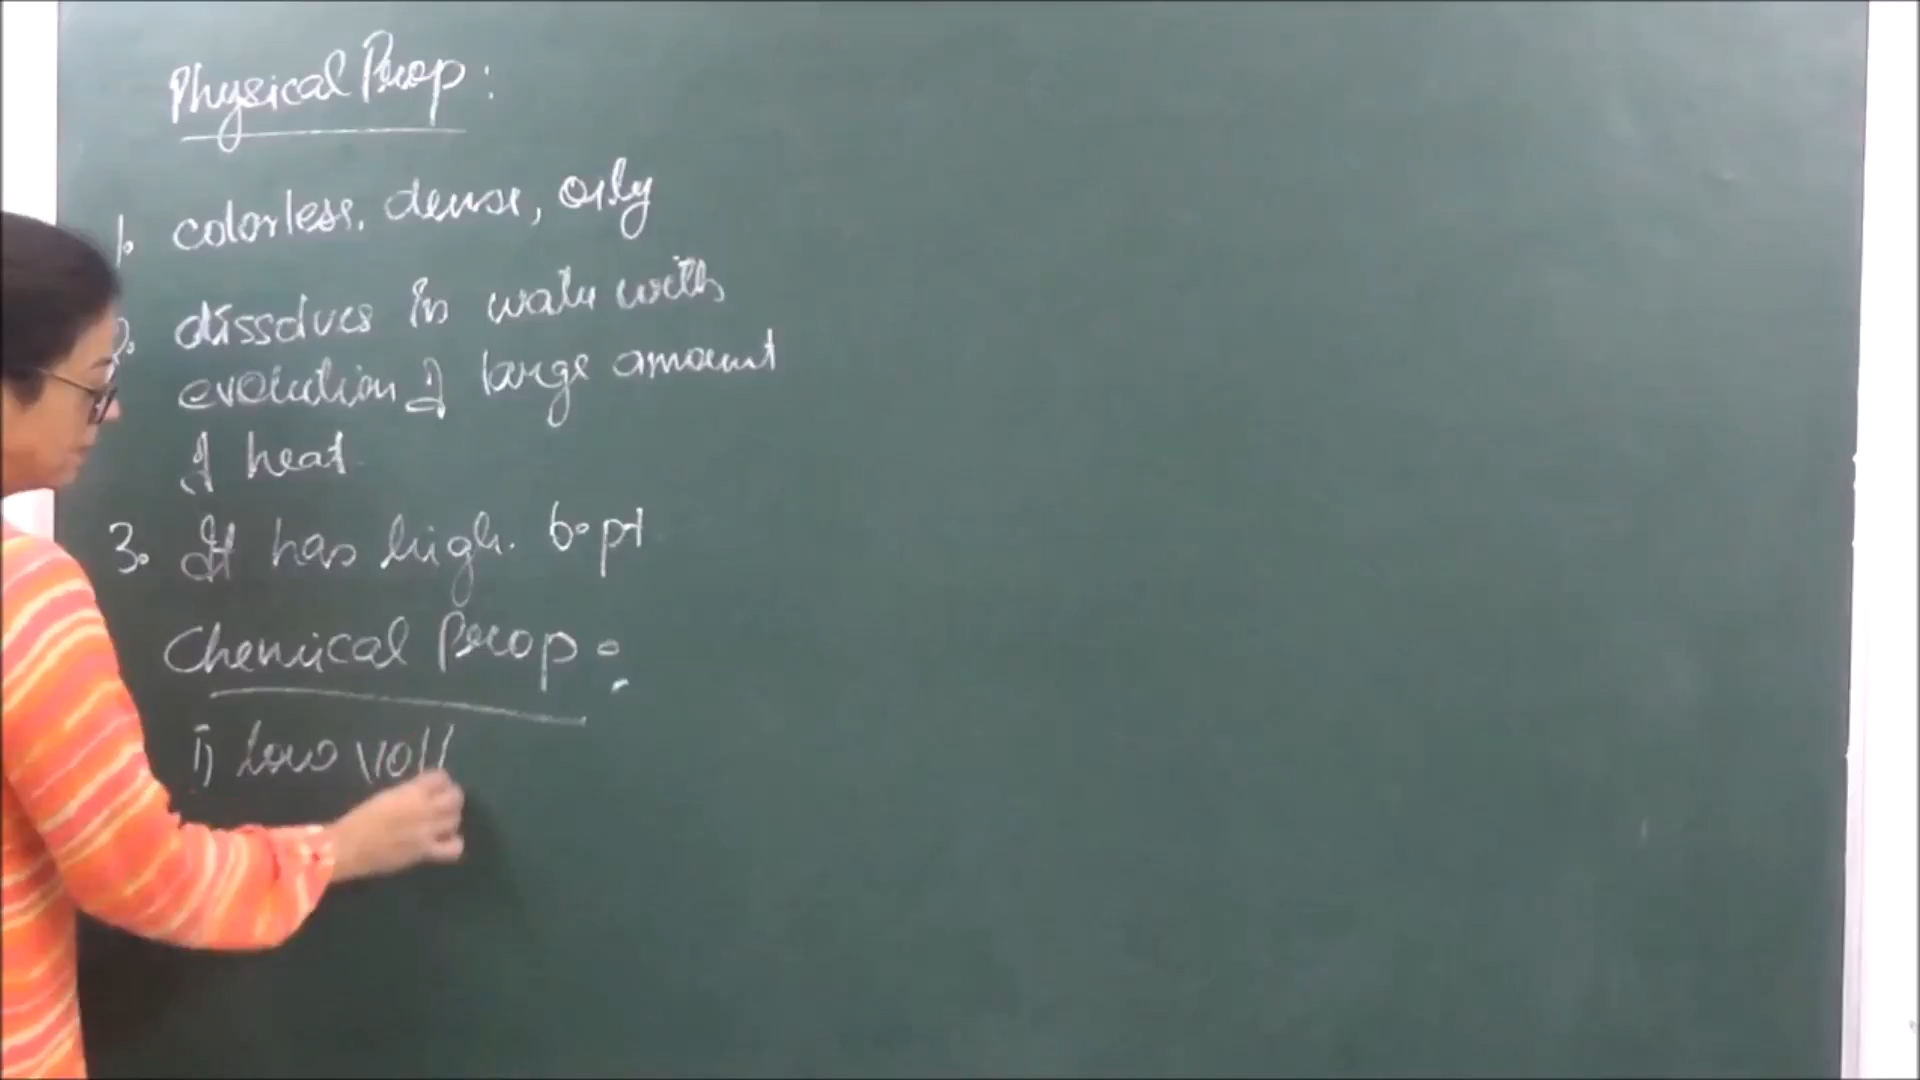 Physical Prop:
1. colorless, dense, oily
2. dissolves in water with
evolution of large amount
of heat.
3. It has high. b.pt
Chemical Prop:
i) low